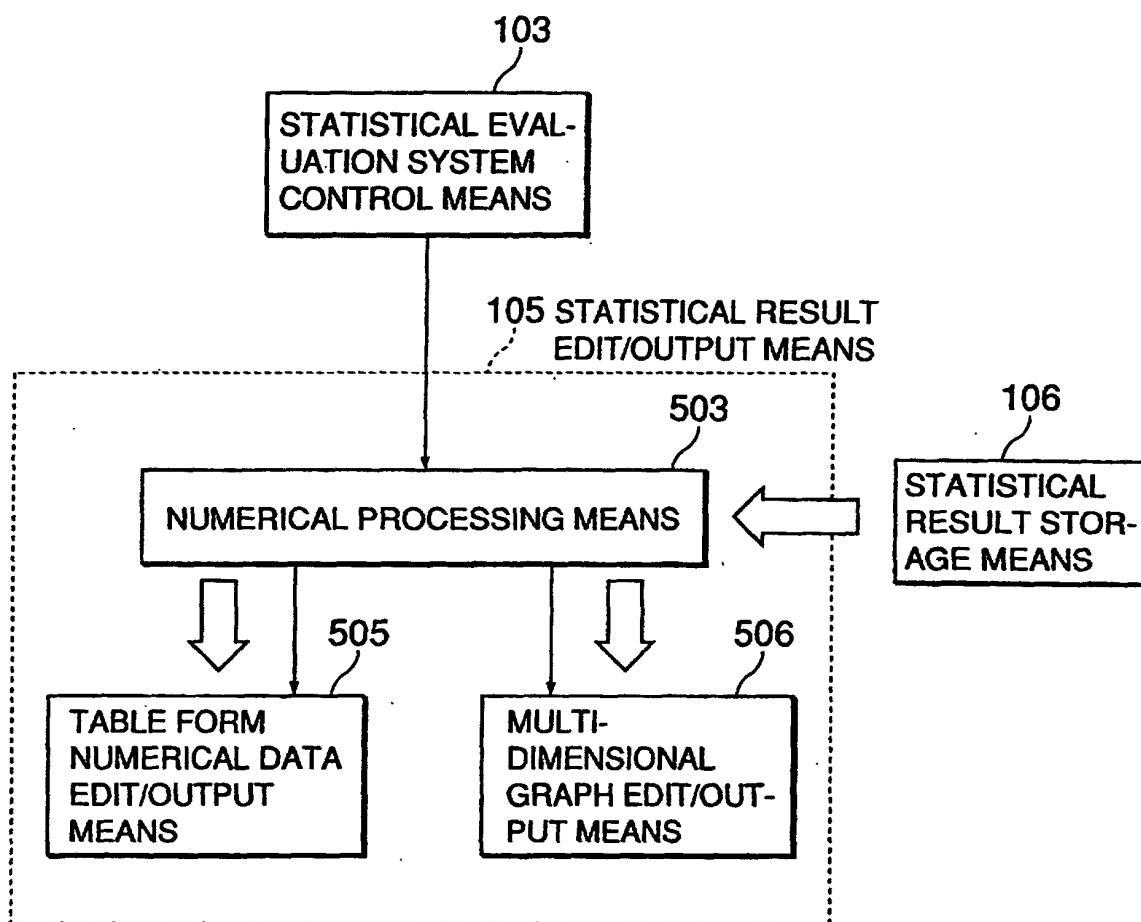 103
STATISTICAL EVAL-
UATION SYSTEM
CONTROL MEANS
105 STATISTICAL RESULT
EDIT/OUTPUT MEANS
503
106
NUMERICAL PROCESSING MEANS
STATISTICAL
RESULT STOR-
AGE MEANS
505
506
TABLE FORM
NUMERICAL DATA
EDIT/OUTPUT
MEANS
MULTI-
DIMENSIONAL
GRAPH EDIT/OUT-
PUT MEANS